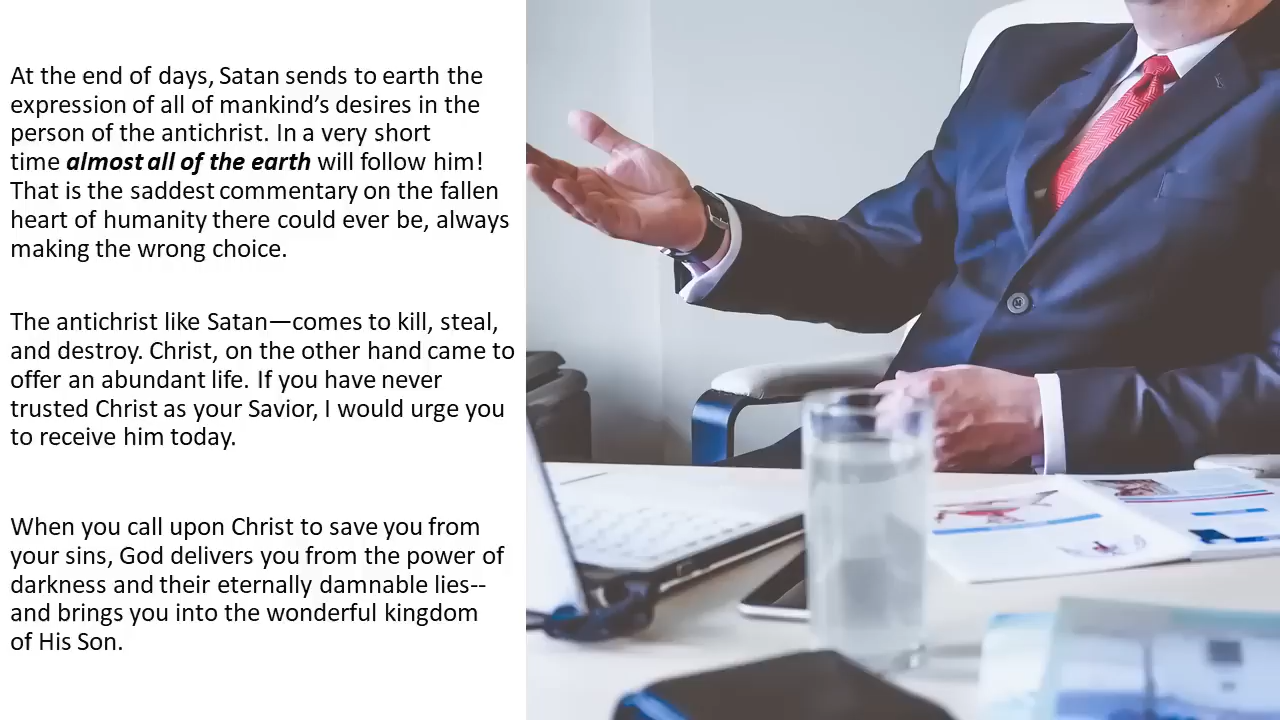 At the end of days, Satan sends to earth the
expression of all of mankind’s desires in the
person of the antichrist. In a very short
time almost all of the earth will follow him!
That is the saddest commentary on the fallen
heart of humanity there could ever be, always
making the wrong choice.
The antichrist like Satan—comes to kill, steal,
and destroy. Christ, on the other hand came to
offer an abundant life. If you have never
trusted Christ as your Savior, I would urge you
to receive him today.
When you call upon Christ to save you from
your sins, God delivers you from the power of
darkness and their eternally damnable lies--
and brings you into the wonderful kingdom
of His Son.